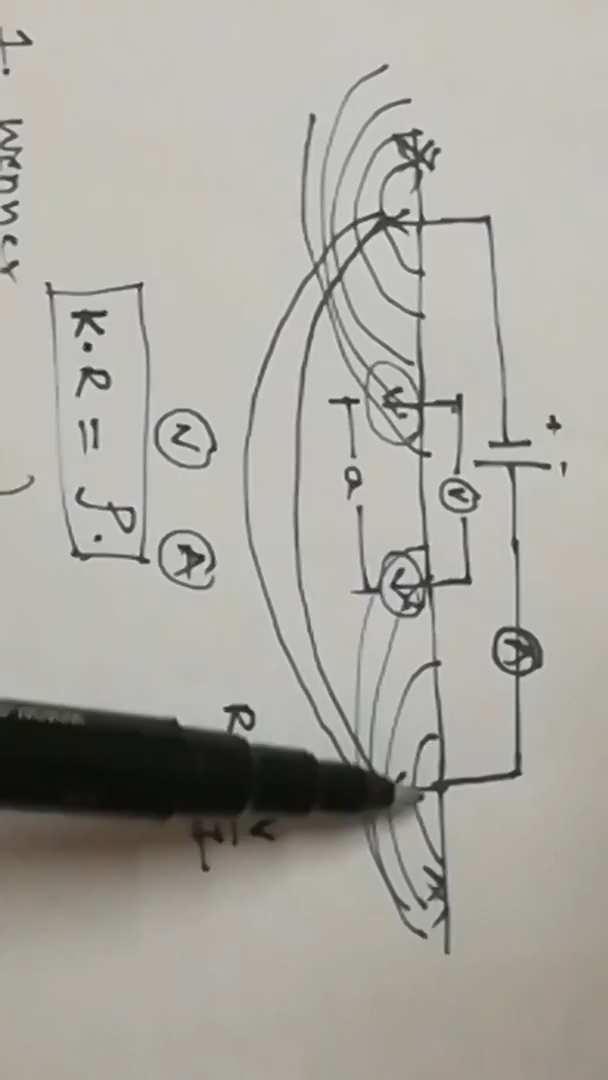 1. Wenner
+
-
V
A
a
V
A
K.R = ρ.
R
V
I